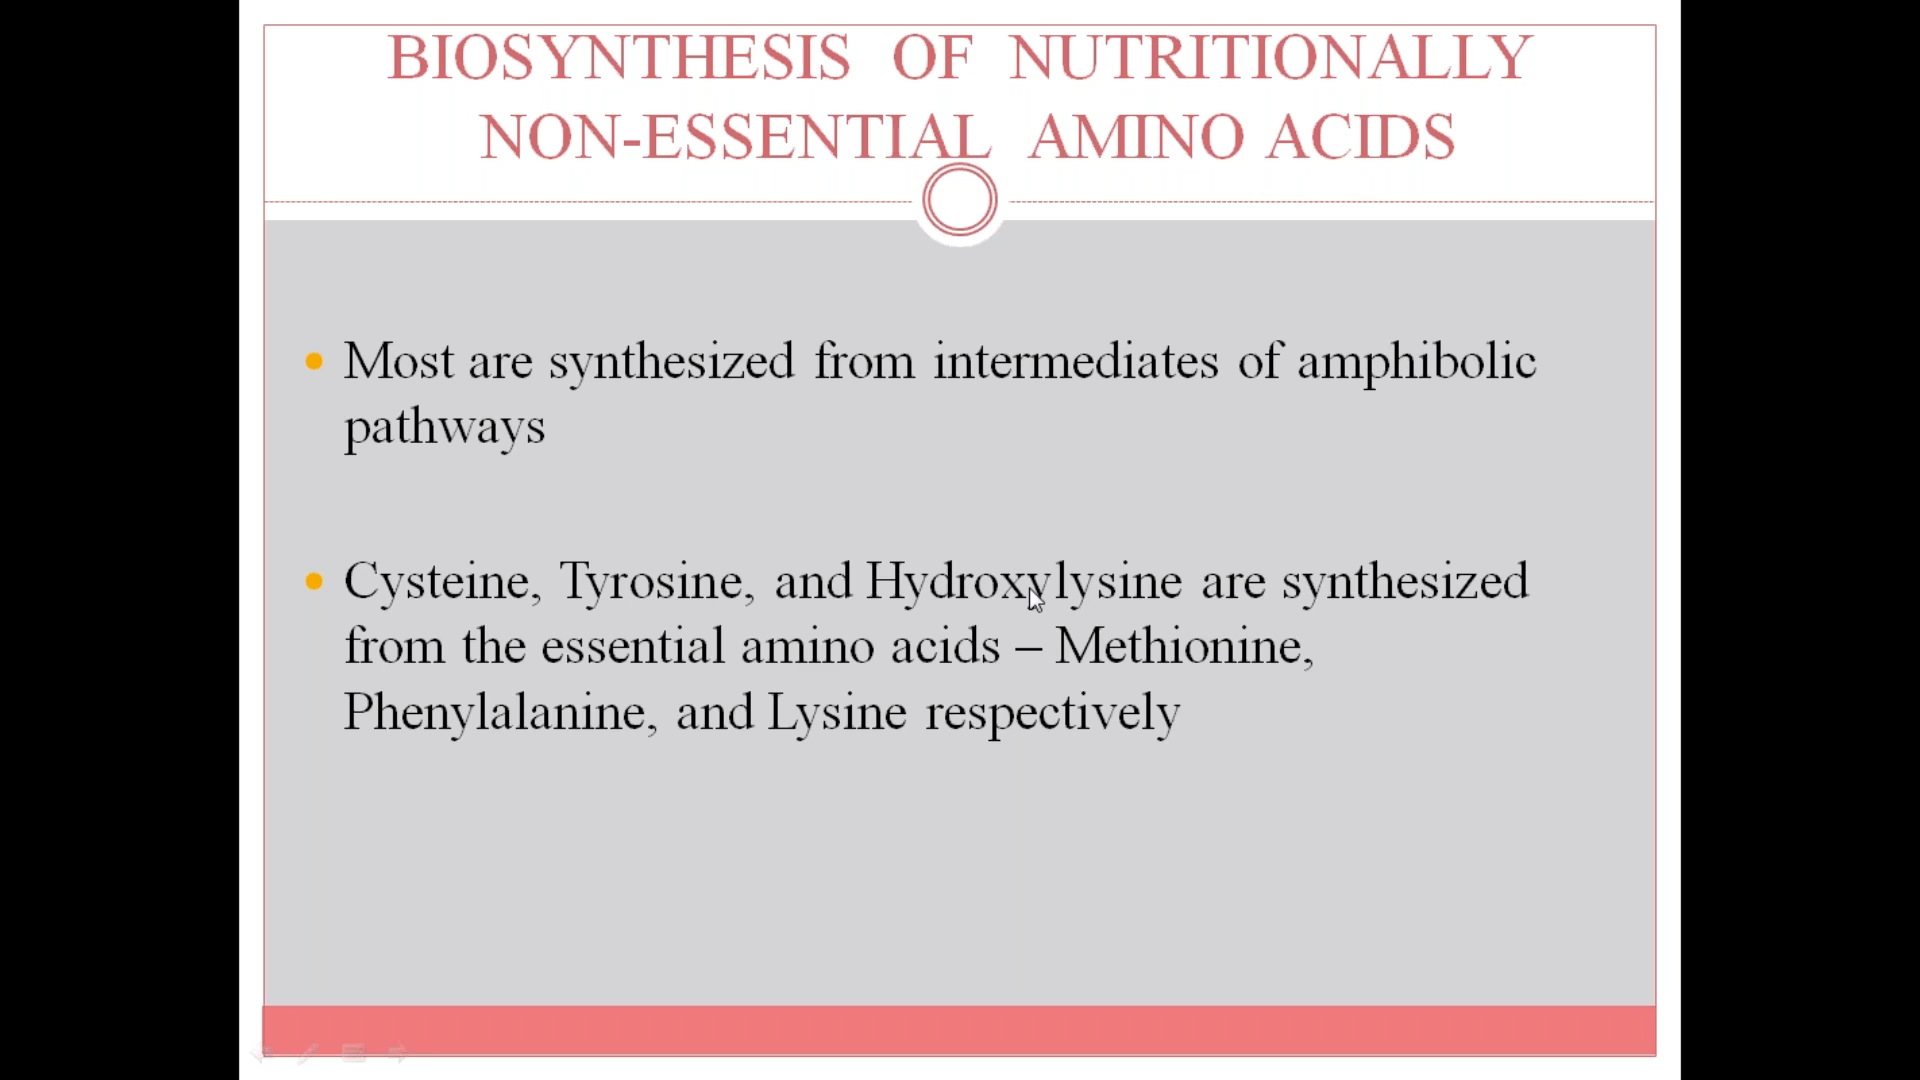 BIOSYNTHESIS OF NUTRITIONALLY
NON-ESSENTIAL AMINO ACIDS
Most are synthesized from intermediates of amphibolic
pathways
Cysteine, Tyrosine, and Hydroxylysine are synthesized
from the essential amino acids – Methionine,
Phenylalanine, and Lysine respectively